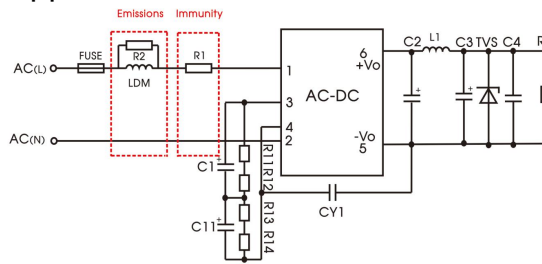 Emissions
Immunity
FUSE
R2
LDM
R1
AC(L)
AC(N)
1
3
4
2
AC-DC
6
+Vo
-Vo
5
C2
L1
C3
TVS
C4
R
C1
C11
R11
R12
R13
R14
CY1